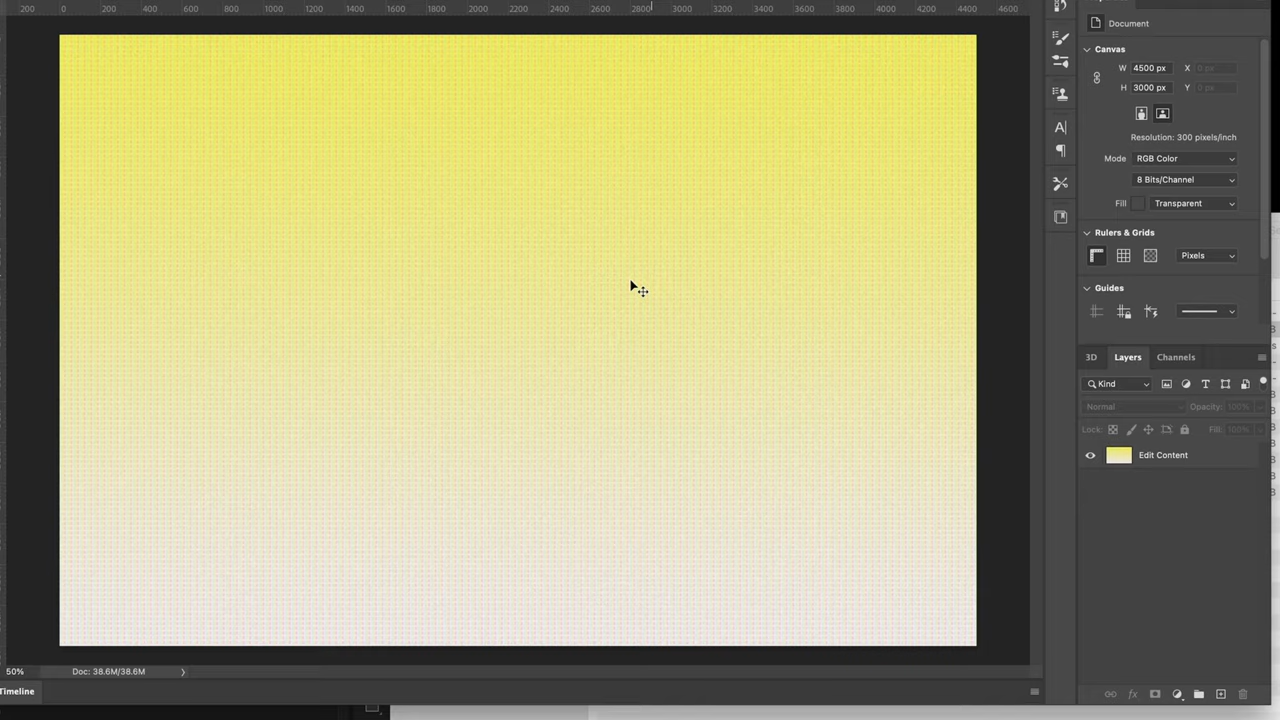 200 0 200 400 600 800 1000 1200 1400 1600 1800 2000 2200 2400 2600 2800 3000 3200 3400 3600 3800 4000 4200 4400 4600
Document
Canvas
W 4500 px X 0 px
H 3000 px Y 0 px
Resolution: 300 pixels/inch
Mode RGB Color
8 Bits/Channel
Fill Transparent
Rulers & Grids
Pixels
Guides
3D Layers Channels
Kind
Normal Opacity: 100%
Lock: Fill: 100%
Edit Content
50% Doc: 38.6M/38.6M
Timeline